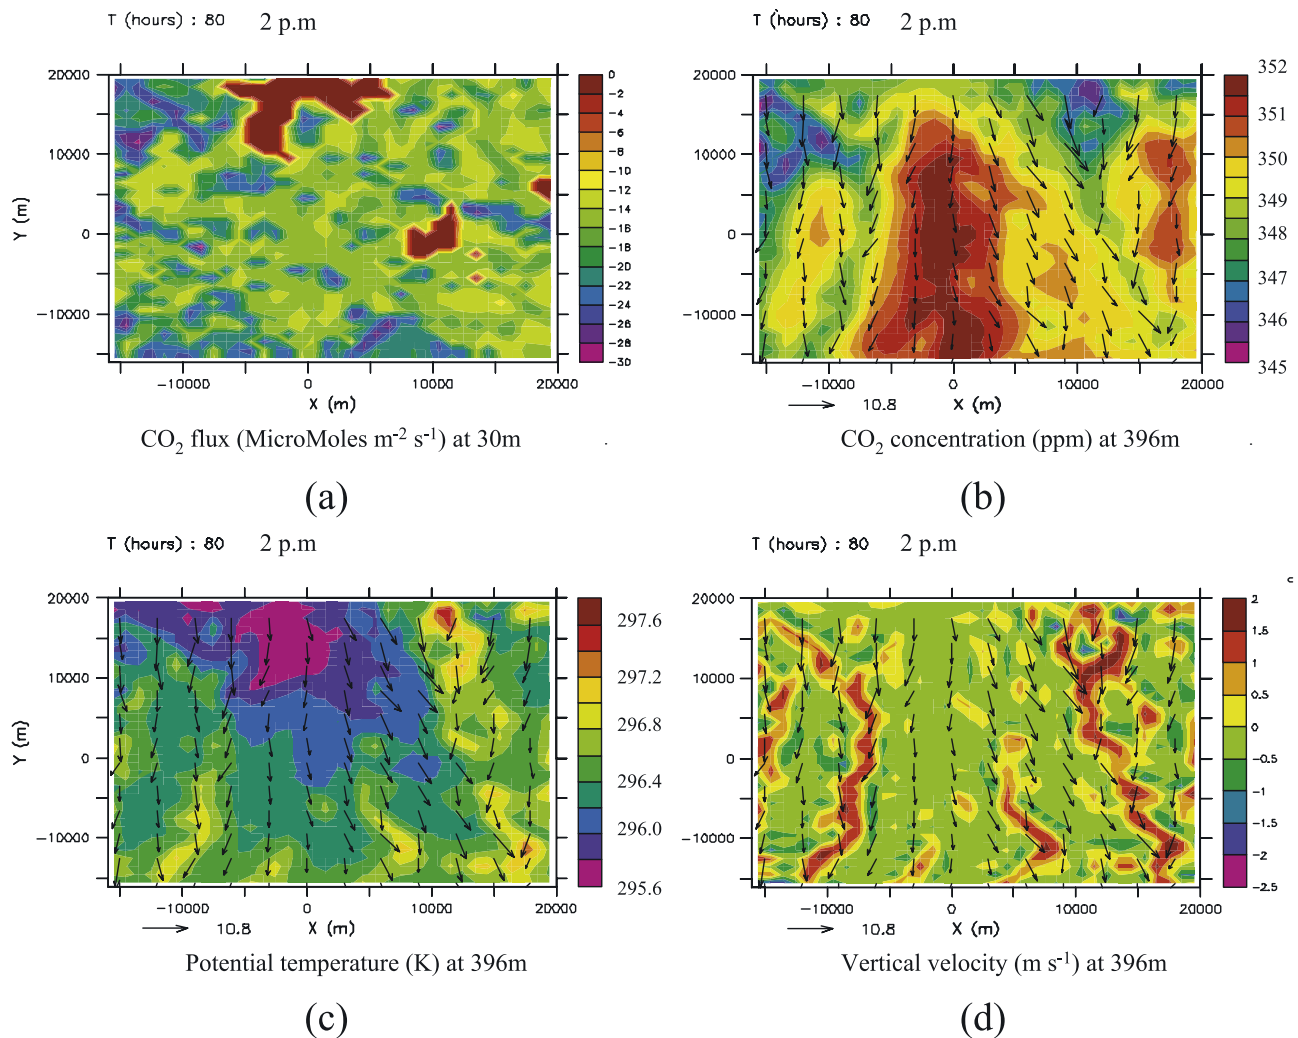 T (hours) : 80 2 p.m
20000
10000
0
−10000
Y (m)
−10000 0 10000 20000
X (m)
0
−2
−4
−6
−8
−10
−12
−14
−16
−18
−20
−22
−24
−26
−28
−30
CO2 flux (MicroMoles m-2 s-1) at 30m
(a)
T (hours) : 80 2 p.m
20000
10000
0
−10000
Y (m)
−10000 0 10000 20000
10.8 X (m)
352
351
350
349
348
347
346
345
CO2 concentration (ppm) at 396m
(b)
T (hours) : 80 2 p.m
20000
10000
0
−10000
Y (m)
−10000 0 10000 20000
10.8 X (m)
297.6
297.2
296.8
296.4
296.0
295.6
Potential temperature (K) at 396m
(c)
T (hours) : 80 2 p.m
20000
10000
0
−10000
Y (m)
−10000 0 10000 20000
10.8 X (m)
2
1.5
1
0.5
0
−0.5
−1
−1.5
−2
−2.5
Vertical velocity (m s-1) at 396m
(d)